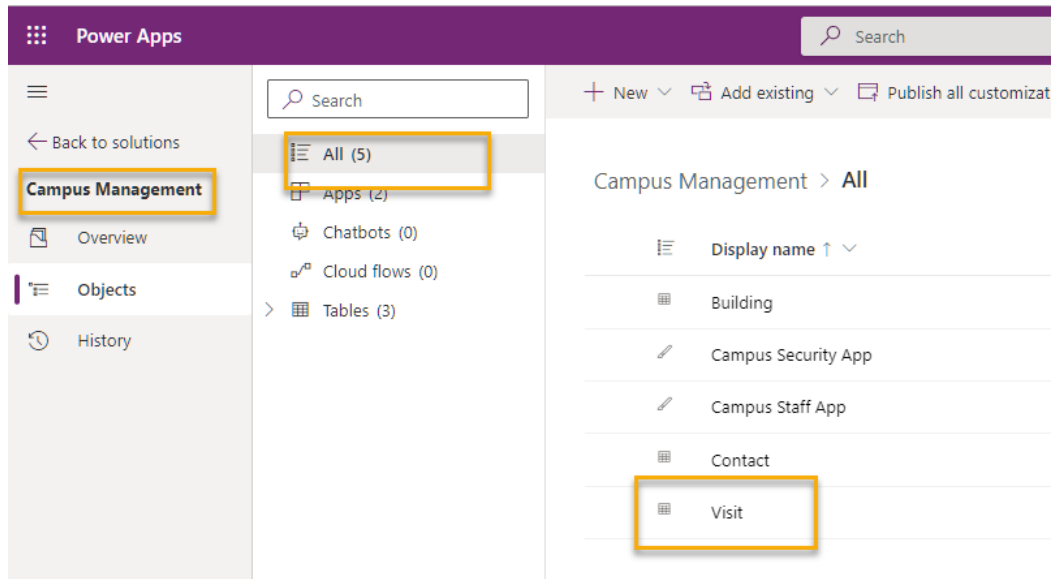 Power Apps
Search
Back to solutions
Campus Management
Overview
Objects
History
Search
All (5)
Apps (2)
Chatbots (0)
Cloud flows (0)
Tables (3)
New
Add existing
Publish all customizat
Campus Management > All
Display name ↑
Building
Campus Security App
Campus Staff App
Contact
Visit